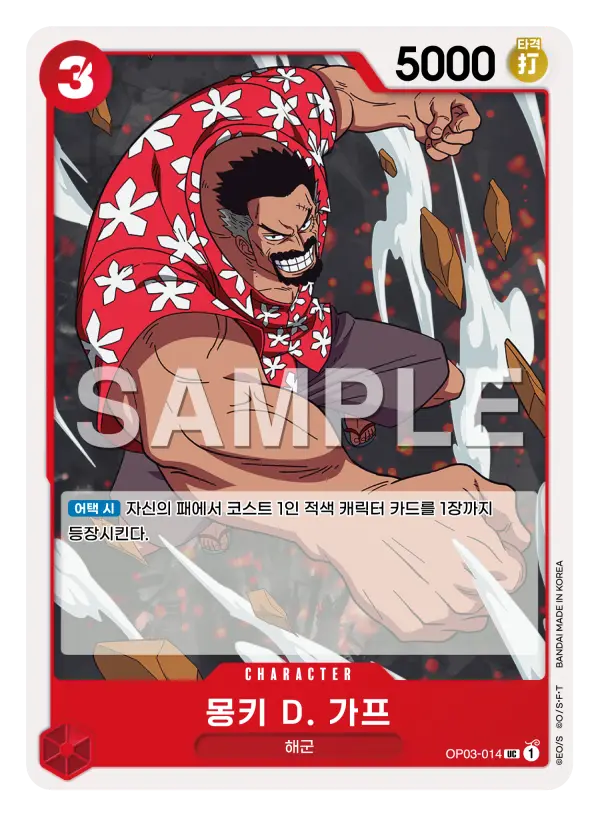 3
5000
타격
打
SAMPLE
어택 시 자신의 패에서 코스트 1인 적색 캐릭터 카드를 1장까지
등장시킨다.
CHARACTER
몽키 D. 가프
해군
OP03-014 UC 1
©EO/S ©O/S·F·T BANDAI MADE IN KOREA